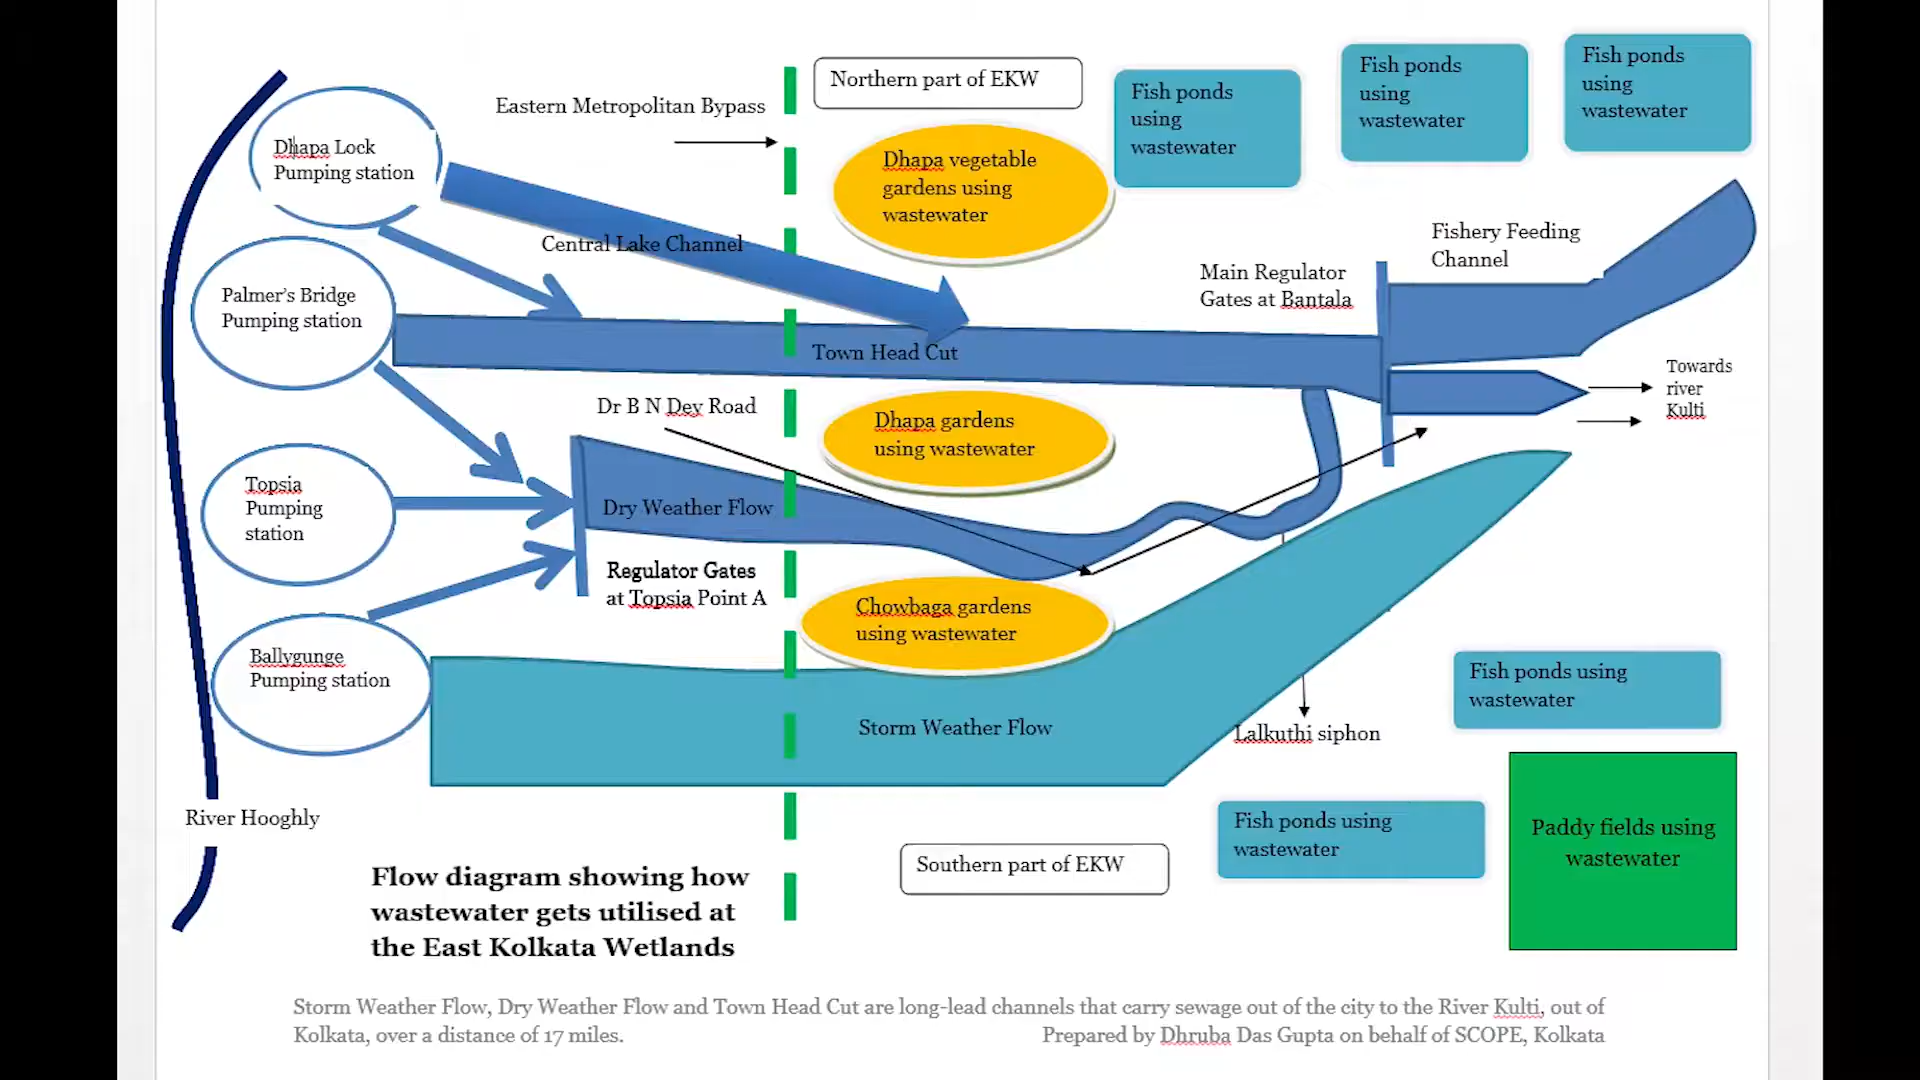 Dhapa Lock
Pumping station
Eastern Metropolitan Bypass
Northern part of EKW
Fish ponds
using
wastewater
Fish ponds
using
wastewater
Fish ponds
using
wastewater
Dhapa vegetable
gardens using
wastewater
Central Lake Channel
Fishery Feeding
Channel
Main Regulator
Gates at Bantala
Palmer's Bridge
Pumping station
Town Head Cut
Towards
river
Kulti
Dr B N Dey Road
Dhapa gardens
using wastewater
Topsia
Pumping
station
Dry Weather Flow
Regulator Gates
at Topsia Point A
Chowbaga gardens
using wastewater
Ballygunge
Pumping station
Storm Weather Flow
Lalkuthi siphon
Fish ponds using
wastewater
River Hooghly
Fish ponds using
wastewater
Paddy fields using
wastewater
Southern part of EKW
Flow diagram showing how
wastewater gets utilised at
the East Kolkata Wetlands
Storm Weather Flow, Dry Weather Flow and Town Head Cut are long-lead channels that carry sewage out of the city to the River Kulti, out of
Kolkata, over a distance of 17 miles. Prepared by Dhruba Das Gupta on behalf of SCOPE, Kolkata